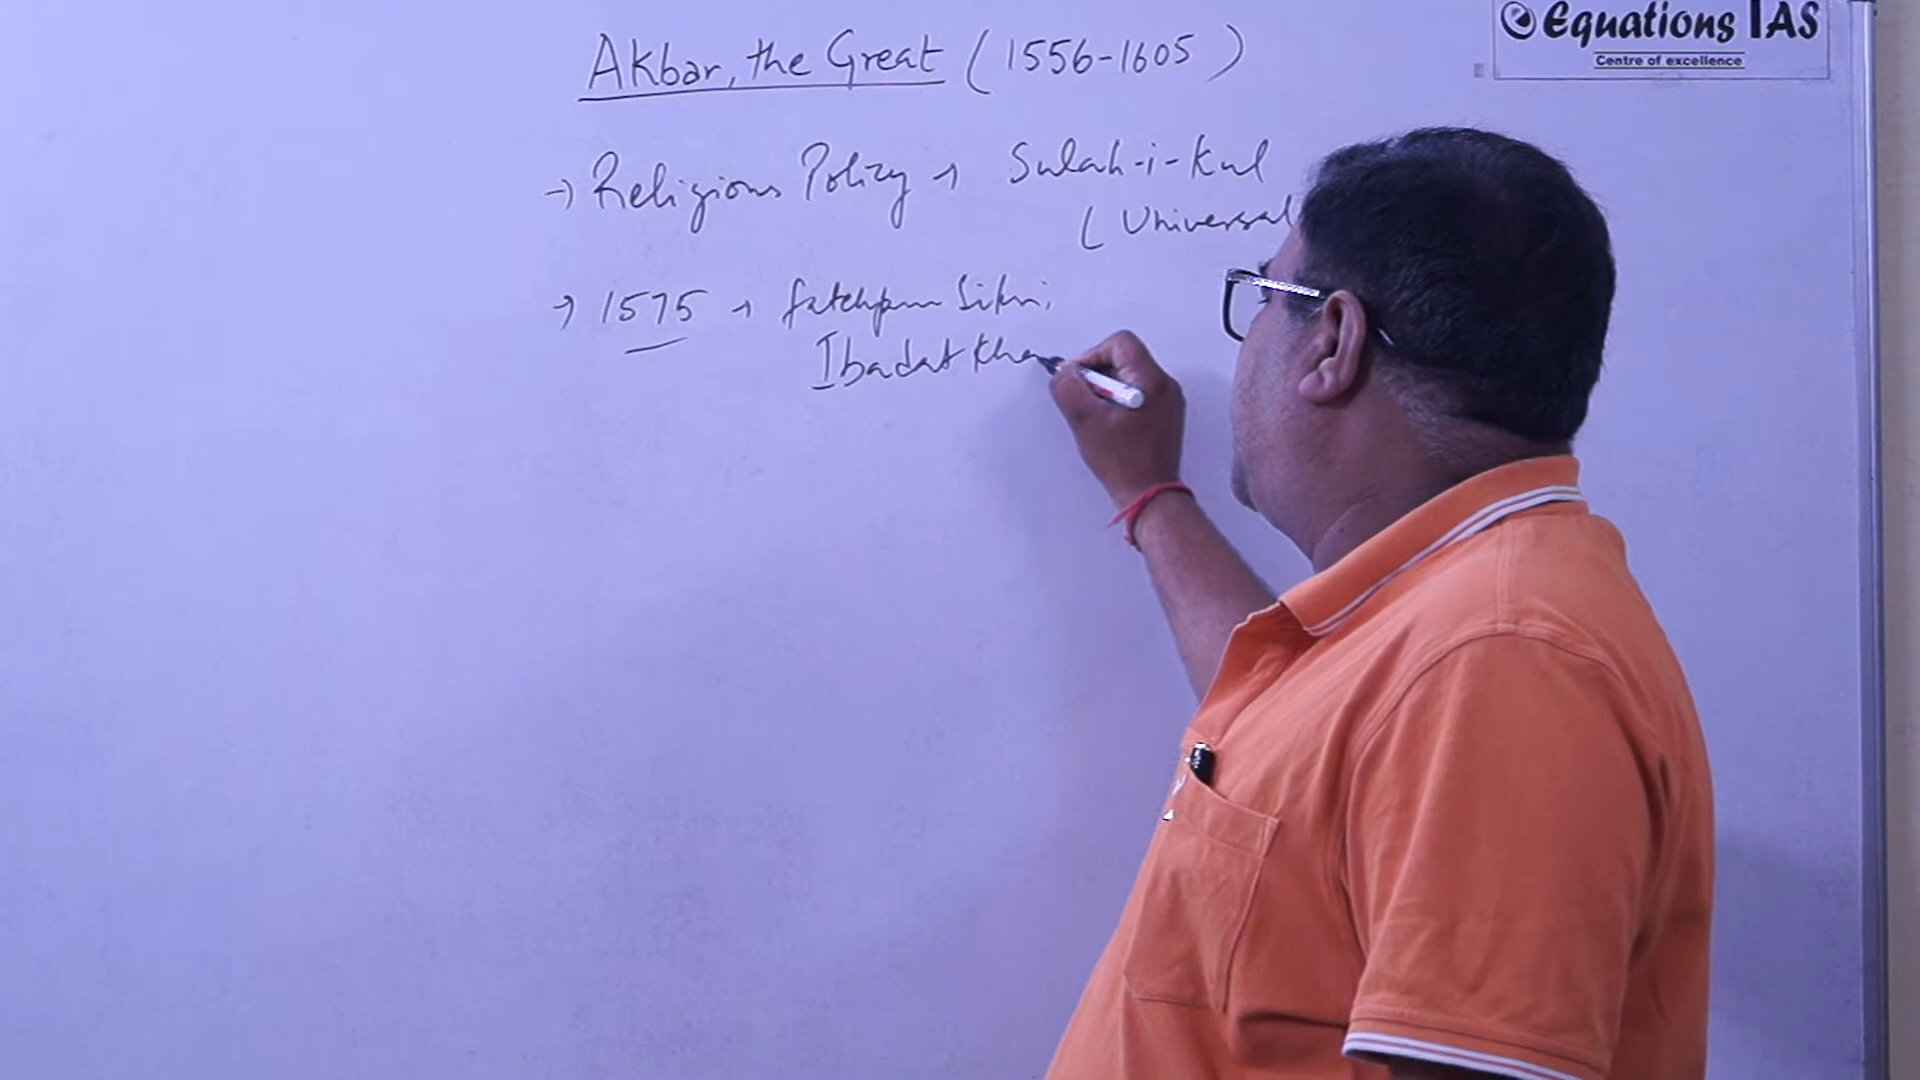 Equations IAS
Centre of excellence
Akbar, the Great (1556-1605)
→ Religious Policy → Sulah-i-Kul
(Universal
→ 1575 → fatehpur Sikri,
Ibadat Kha